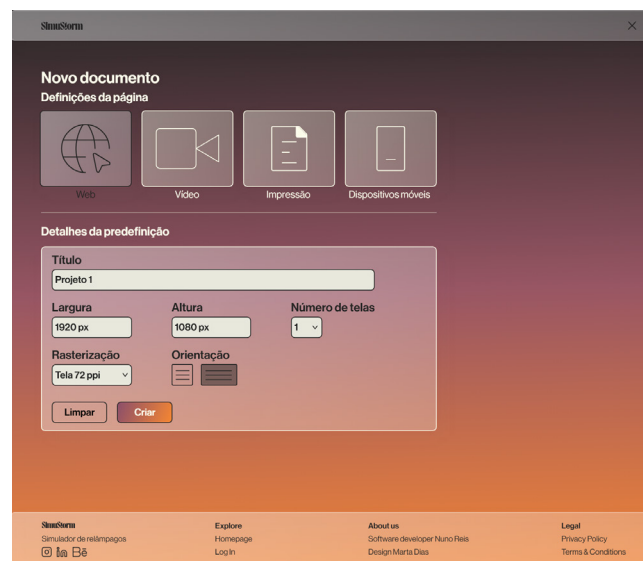 SimuStorm
Novo documento
Definições da página
Web Vídeo Impressão Dispositivos móveis
Detalhes da predefinição
Título
Projeto 1
Largura Altura Número de telas
1920 px 1080 px 1
Rasterização Orientação
Tela 72 ppi
Limpar Criar
SimuStorm Explore About us Legal
Simulador de relâmpagos Homepage Software developer Nuno Reis Privacy Policy
in Bē Log In Design Marta Dias Terms & Conditions